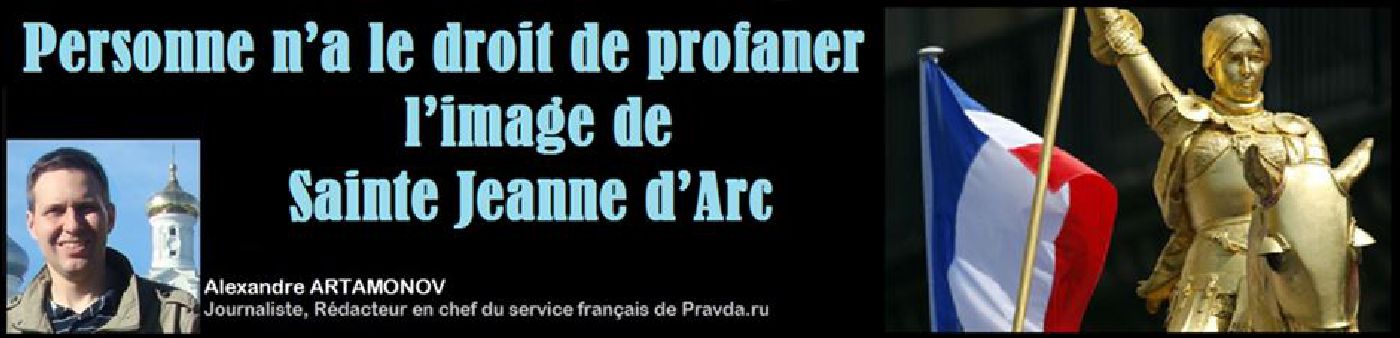 Personne n’a le droit de profaner
l’image de
Sainte Jeanne d’Arc
Alexandre ARTAMONOV
Journaliste, Rédacteur en chef du service français de Pravda.ru